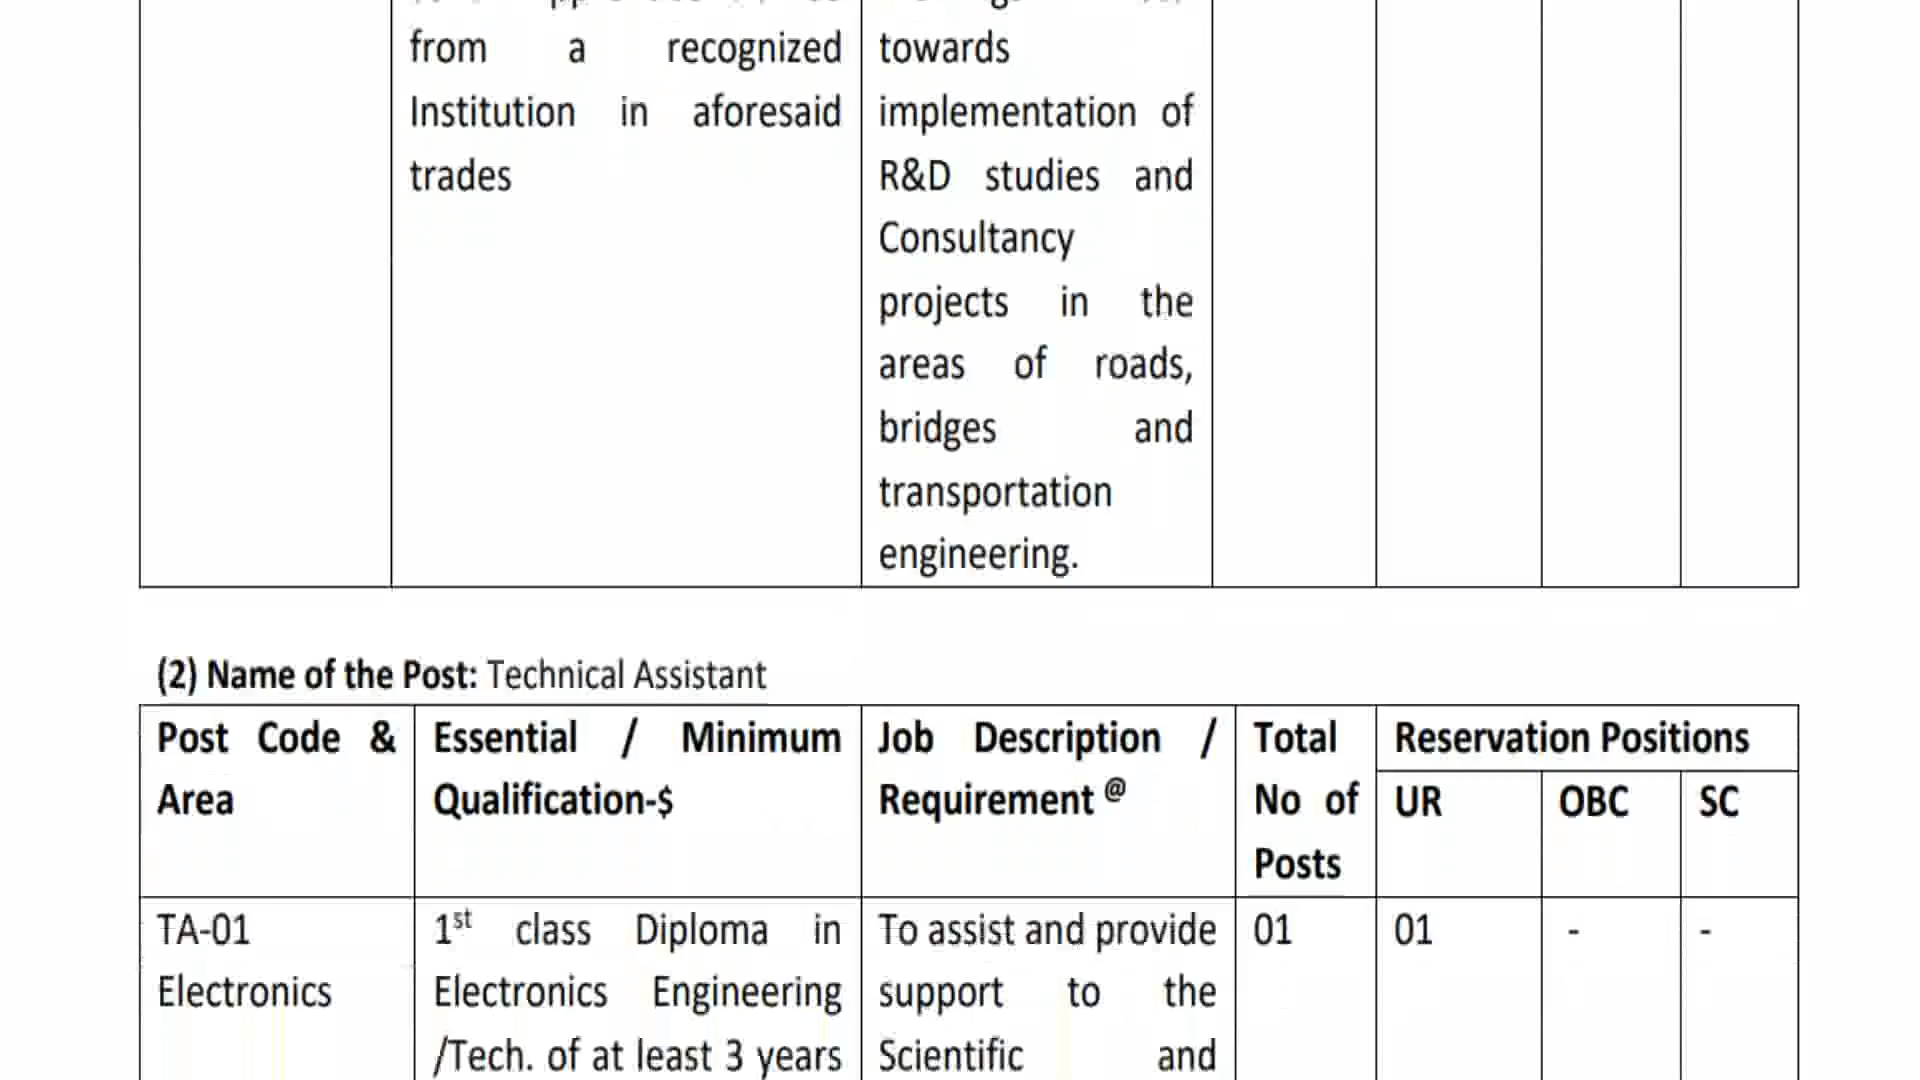 from a recognized
Institution in aforesaid
trades
towards
implementation of
R&D studies and
Consultancy
projects in the
areas of roads,
bridges and
transportation
engineering.
(2) Name of the Post: Technical Assistant
Post Code &
Area
Essential / Minimum
Qualification-$
Job Description /
Requirement @
Total
No of
Posts
Reservation Positions
UR
OBC
SC
TA-01
Electronics
1st class Diploma in
Electronics Engineering
/Tech. of at least 3 years
To assist and provide
support to the
Scientific and
01
01
-
-